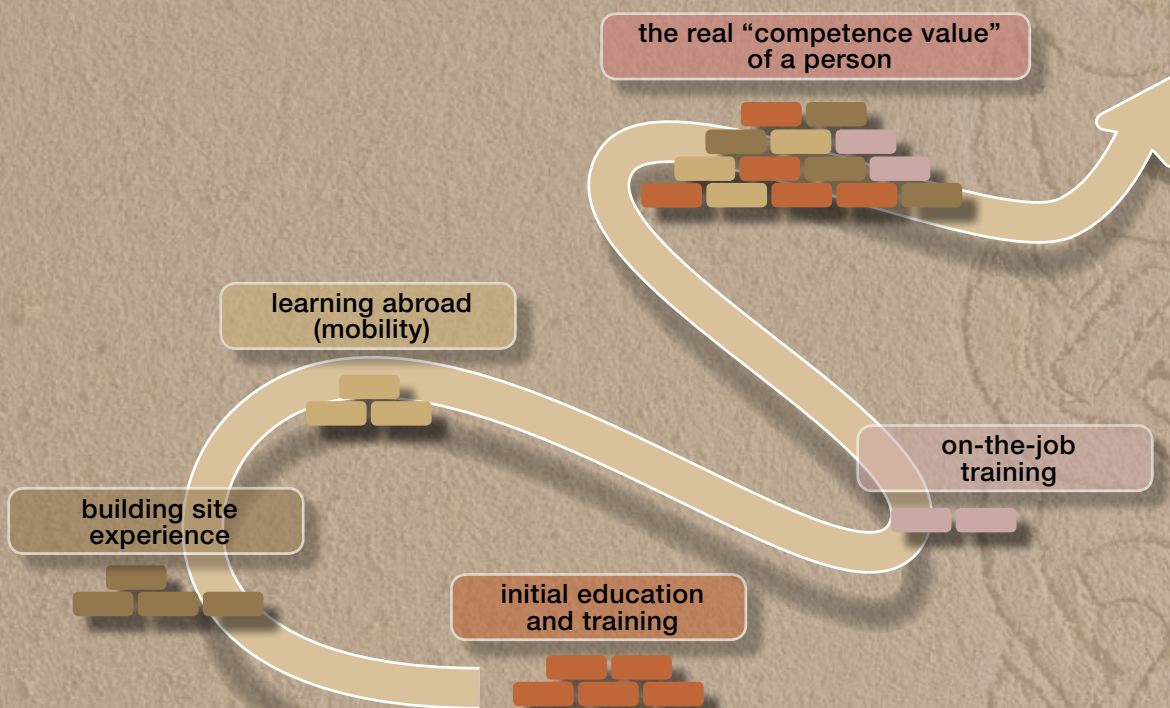 the real “competence value”
of a person
learning abroad
(mobility)
on-the-job
training
building site
experience
initial education
and training